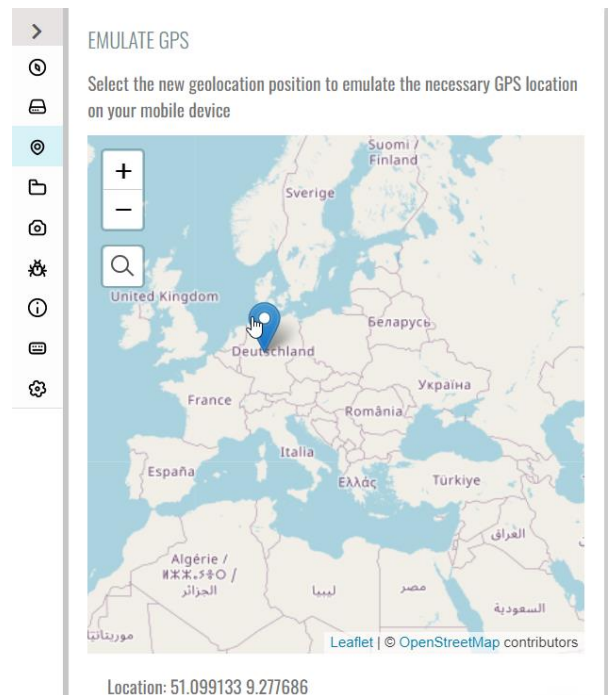 EMULATE GPS
Select the new geolocation position to emulate the necessary GPS location
on your mobile device
Suomi /
Finland
Sverige
United Kingdom
Беларусь
Deutschland
Україна
France
România
Italia
España
Ελλάς
Türkiye
العراق
Algérie /
ⵍⵣⵣⴰⵢⴻⵔ /
الجزائر
ليبيا
مصر
السعودية
موريتانيا
Leaflet | © OpenStreetMap contributors
Location: 51.099133 9.277686